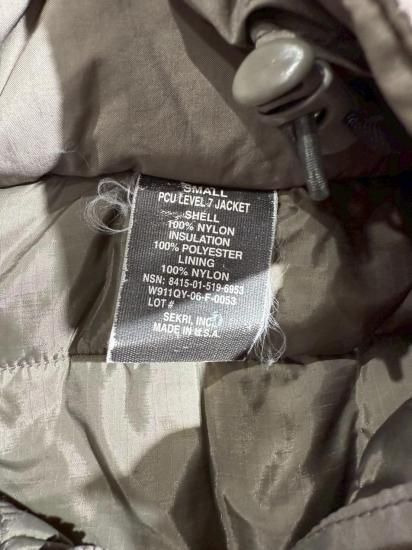 SMALL
PCU LEVEL 7 JACKET
SHELL
100% NYLON
INSULATION
100% POLYESTER
LINING
100% NYLON
NSN: 8415-01-519-6953
W911QY-06-F-0053
LOT #
SEKRI, INC.
MADE IN U.S.A.